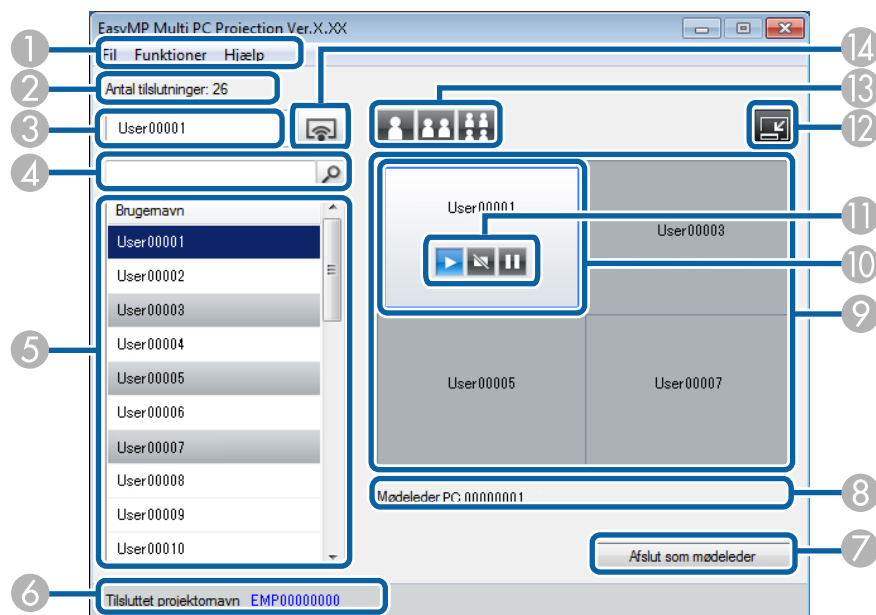 EasyMP Multi PC Projection Ver.X.XX
Fil Funktioner Hjælp
Antal tilslutninger: 26
User00001
Brugernavn
User00001
User00002
User00003
User00004
User00005
User00006
User00007
User00008
User00009
User00010
Tilsluttet projektornavn EMP00000000
User00001
User00003
User00005
User00007
Mødeleder PC 00000001
Afslut som mødeleder
1
2
3
4
5
6
14
13
12
11
10
9
8
7